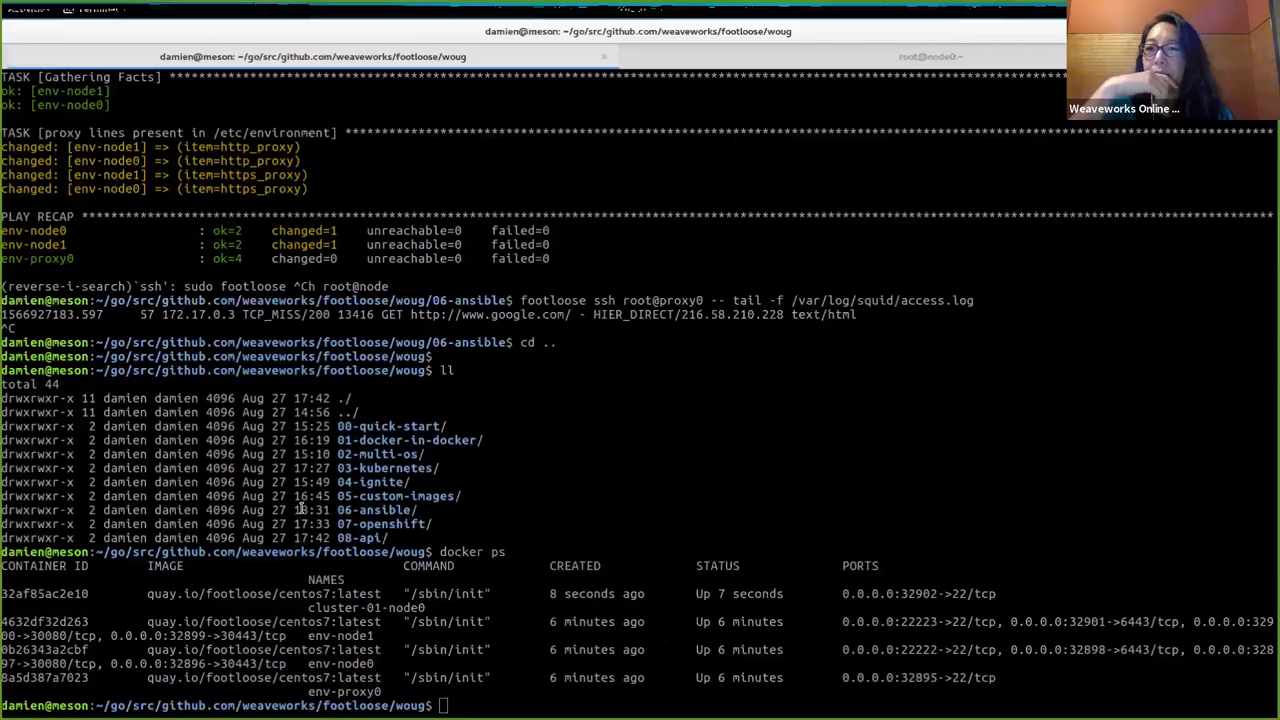 damien@meson: ~/go/src/github.com/weaveworks/footloose/woug
damien@meson: ~/go/src/github.com/weaveworks/footloose/woug × root@node0:~
Weaveworks Online ...
TASK [Gathering Facts] ****************************************************************************************************************************
ok: [env-node1]
ok: [env-node0]
TASK [proxy lines present in /etc/environment] ****************************************************************************************************************************
changed: [env-node1] => (item=http_proxy)
changed: [env-node0] => (item=http_proxy)
changed: [env-node1] => (item=https_proxy)
changed: [env-node0] => (item=https_proxy)
PLAY RECAP ****************************************************************************************************************************************
env-node0 : ok=2 changed=1 unreachable=0 failed=0
env-node1 : ok=2 changed=1 unreachable=0 failed=0
env-proxy0 : ok=4 changed=0 unreachable=0 failed=0
(reverse-i-search)`ssh': sudo footloose ^Ch root@node
damien@meson:~/go/src/github.com/weaveworks/footloose/woug/06-ansible$ footloose ssh root@proxy0 -- tail -f /var/log/squid/access.log
1566927183.597 57 172.17.0.3 TCP_MISS/200 13416 GET http://www.google.com/ - HIER_DIRECT/216.58.210.228 text/html
^C
damien@meson:~/go/src/github.com/weaveworks/footloose/woug/06-ansible$ cd ..
damien@meson:~/go/src/github.com/weaveworks/footloose/woug$
damien@meson:~/go/src/github.com/weaveworks/footloose/woug$ ll
total 44
drwxrwxr-x 11 damien damien 4096 Aug 27 17:42 ./
drwxrwxr-x 11 damien damien 4096 Aug 27 14:56 ../
drwxrwxr-x 2 damien damien 4096 Aug 27 15:25 00-quick-start/
drwxrwxr-x 2 damien damien 4096 Aug 27 16:19 01-docker-in-docker/
drwxrwxr-x 2 damien damien 4096 Aug 27 15:10 02-multi-os/
drwxrwxr-x 2 damien damien 4096 Aug 27 17:27 03-kubernetes/
drwxrwxr-x 2 damien damien 4096 Aug 27 15:49 04-ignite/
drwxrwxr-x 2 damien damien 4096 Aug 27 16:45 05-custom-images/
drwxrwxr-x 2 damien damien 4096 Aug 27 06-ansible/
drwxrwxr-x 2 damien damien 4096 Aug 27 17:33 07-openshift/
drwxrwxr-x 2 damien damien 4096 Aug 27 17:42 08-api/
damien@meson:~/go/src/github.com/weaveworks/footloose/woug$ docker ps
CONTAINER ID IMAGE COMMAND CREATED STATUS PORTS
NAMES
32af85ac2e10 quay.io/footloose/centos7:latest "/sbin/init" 8 seconds ago Up 7 seconds 0.0.0.0:32902->22/tcp
cluster-01-node0
4632df32d263 quay.io/footloose/centos7:latest "/sbin/init" 6 minutes ago Up 6 minutes 0.0.0.0:22223->22/tcp, 0.0.0.0:32901->6443/tcp, 0.0.0.0:329
00->30080/tcp, 0.0.0.0:32899->30443/tcp env-node1
0b26343a2cbf quay.io/footloose/centos7:latest "/sbin/init" 6 minutes ago Up 6 minutes 0.0.0.0:22222->22/tcp, 0.0.0.0:32898->6443/tcp, 0.0.0.0:328
97->30080/tcp, 0.0.0.0:32896->30443/tcp env-node0
8a5d387a7023 quay.io/footloose/centos7:latest "/sbin/init" 6 minutes ago Up 6 minutes 0.0.0.0:32895->22/tcp
env-proxy0
damien@meson:~/go/src/github.com/weaveworks/footloose/woug$